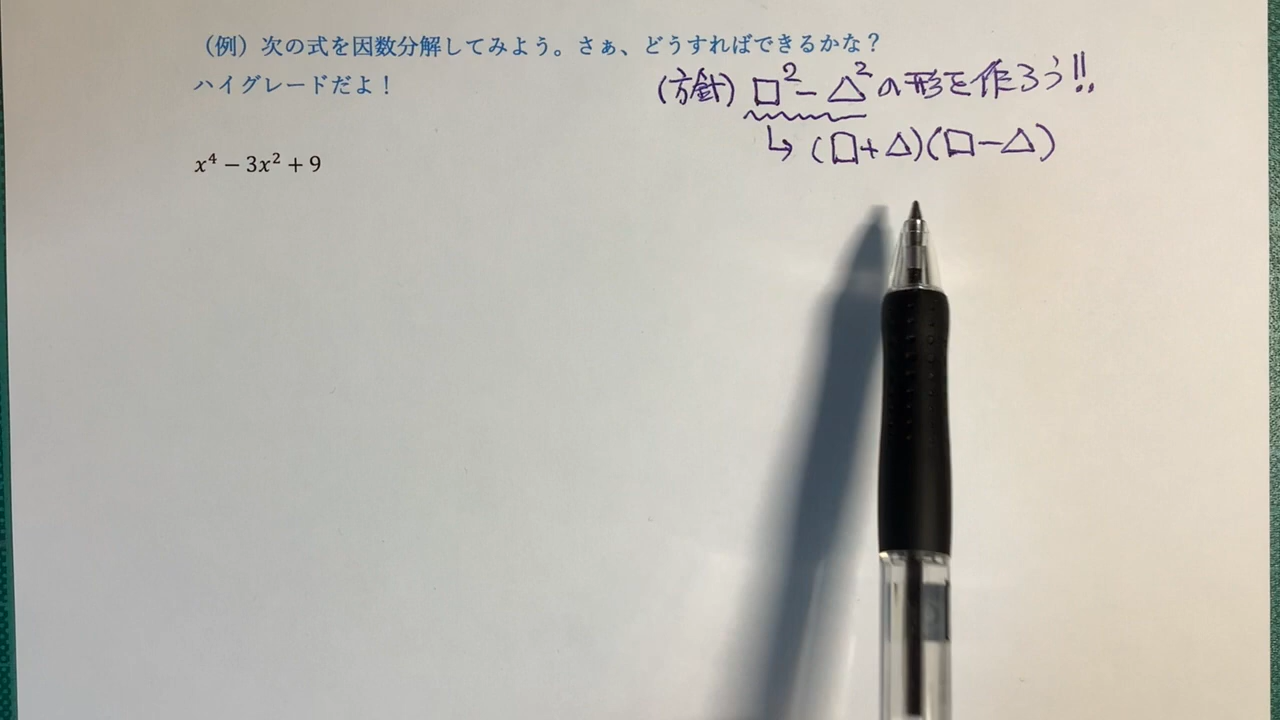 （例）次の式を因数分解してみよう。さぁ、どうすればできるかな？
ハイグレードだよ！
(方針) □² − △² の形を作ろう!!
↳ (□+△)(□−△)
x⁴ − 3x² + 9